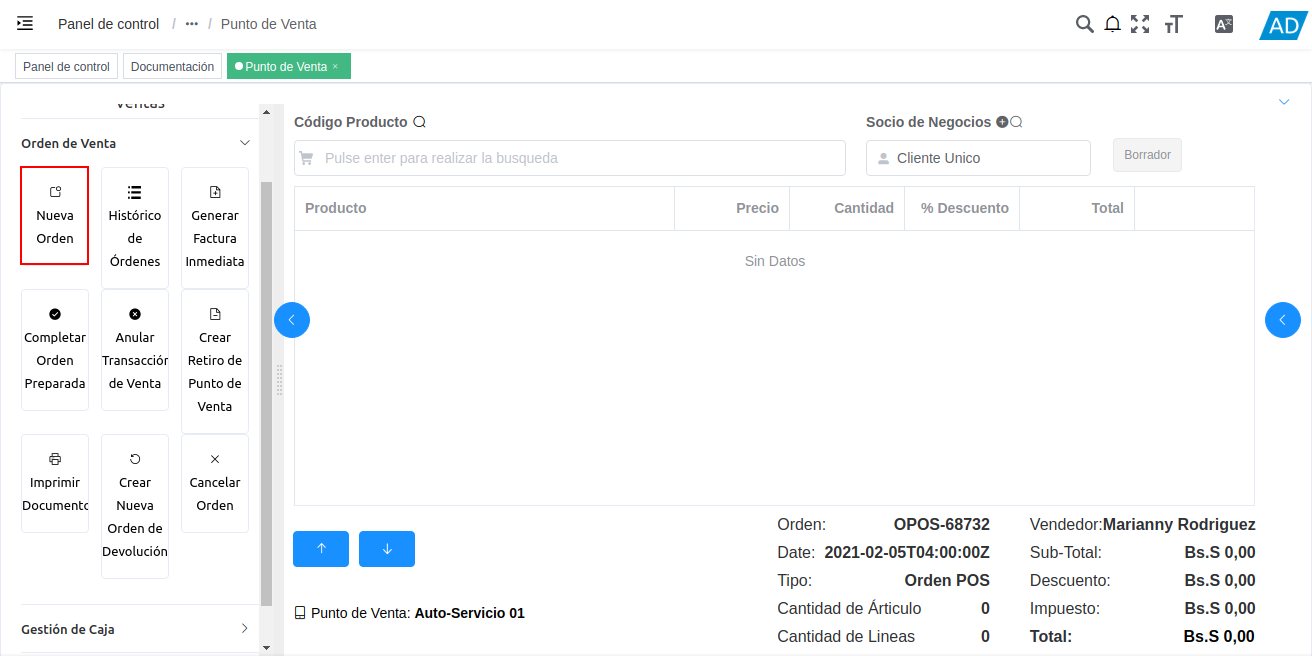 Panel de control / ··· / Punto de Venta
AD
Panel de control
Documentación
Punto de Venta ×
Ventas
Orden de Venta
Nueva
Orden
Histórico
de
Órdenes
Generar
Factura
Inmediata
Completar
Orden
Preparada
Anular
Transacción
de Venta
Crear
Retiro de
Punto de
Venta
Imprimir
Documento
Crear
Nueva
Orden de
Devolución
Cancelar
Orden
Gestión de Caja
Código Producto
Pulse enter para realizar la busqueda
Socio de Negocios
Cliente Unico
Borrador
Producto Precio Cantidad % Descuento Total
Sin Datos
Punto de Venta: Auto-Servicio 01
Orden: OPOS-68732
Date: 2021-02-05T04:00:00Z
Tipo: Orden POS
Cantidad de Árticulo 0
Cantidad de Lineas 0
Vendedor:Marianny Rodriguez
Sub-Total: Bs.S 0,00
Descuento: Bs.S 0,00
Impuesto: Bs.S 0,00
Total: Bs.S 0,00